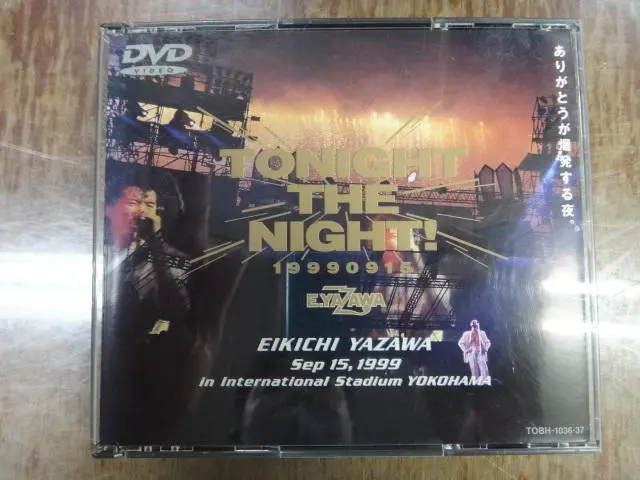 DVD
VIDEO
ありがとうが爆発する夜。
TONIGHT
THE
NIGHT!
19990915
E.YAZAWA
EIKICHI YAZAWA
Sep 15, 1999
In International Stadium YOKOHAMA
TOBH-1036-37